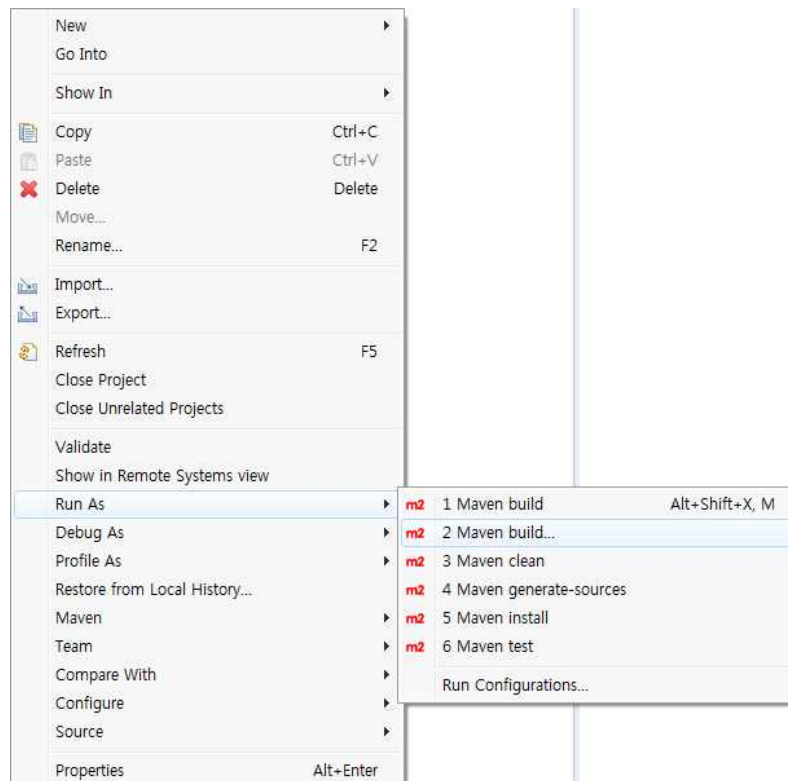 New
Go Into
Show In
Copy Ctrl+C
Paste Ctrl+V
Delete Delete
Move...
Rename... F2
Import...
Export...
Refresh F5
Close Project
Close Unrelated Projects
Validate
Show in Remote Systems view
Run As
Debug As
Profile As
Restore from Local History...
Maven
Team
Compare With
Configure
Source
Properties Alt+Enter
m2 1 Maven build Alt+Shift+X, M
m2 2 Maven build...
m2 3 Maven clean
m2 4 Maven generate-sources
m2 5 Maven install
m2 6 Maven test
Run Configurations...